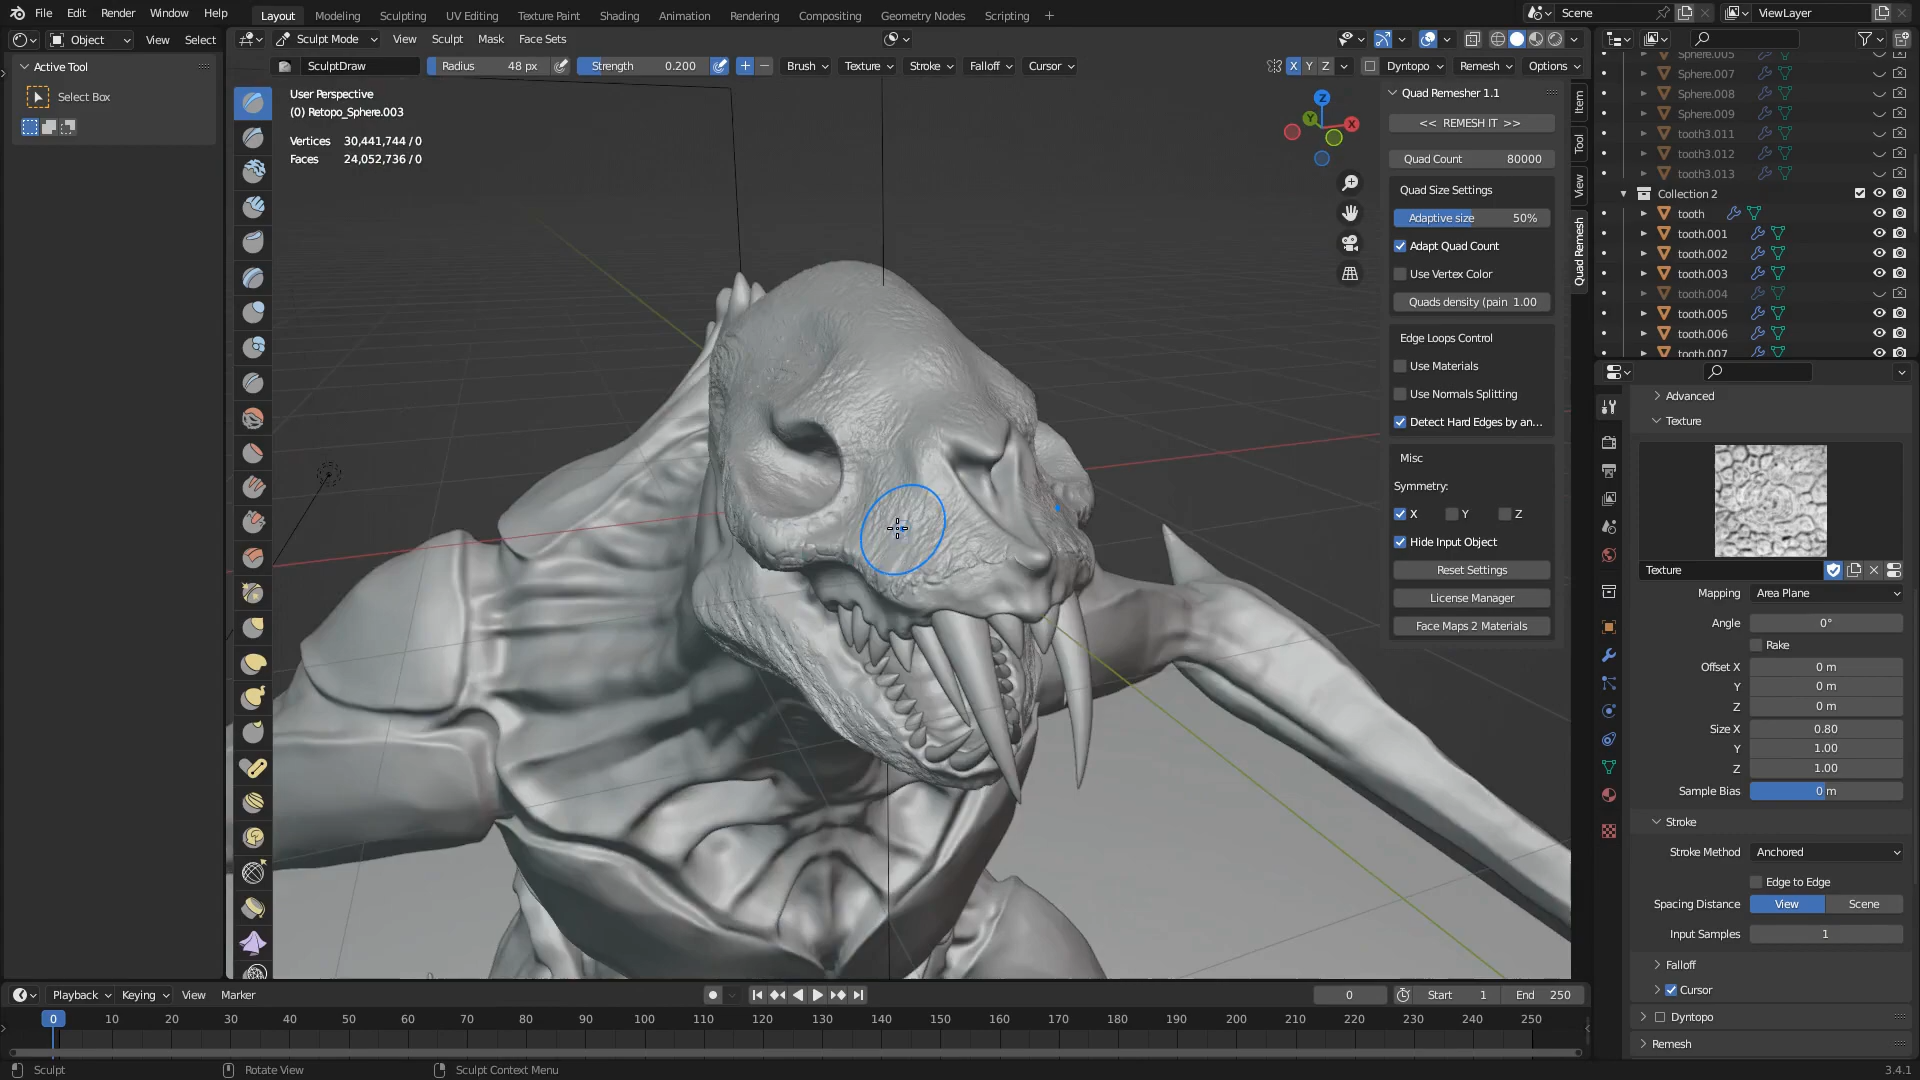 File Edit Render Window Help Layout Modeling Sculpting UV Editing Texture Paint Shading Animation Rendering Compositing Geometry Nodes Scripting + Scene ViewLayer
Object View Select Sculpt Mode View Sculpt Mask Face Sets
SculptDraw Radius 48 px Strength 0.200 Brush Texture Stroke Falloff Cursor X Y Z Dyntopo Remesh Options
Active Tool
Select Box
User Perspective
(0) Retopo_Sphere.003
Vertices 30,441,744 / 0
Faces 24,052,736 / 0
Z
Y
X
Quad Remesher 1.1
<< REMESH IT >>
Quad Count 80000
Quad Size Settings
Adaptive size 50%
Adapt Quad Count
Use Vertex Color
Quads density (pain 1.00
Edge Loops Control
Use Materials
Use Normals Splitting
Detect Hard Edges by an...
Misc
Symmetry:
X Y Z
Hide Input Object
Reset Settings
License Manager
Face Maps 2 Materials
Item
Tool
View
Quad Remesh
Sphere.005
Sphere.007
Sphere.008
Sphere.009
tooth3.011
tooth3.012
tooth3.013
Collection 2
tooth
tooth.001
tooth.002
tooth.003
tooth.004
tooth.005
tooth.006
tooth.007
Advanced
Texture
Texture
Mapping Area Plane
Angle 0°
Rake
Offset X 0 m
Y 0 m
Z 0 m
Size X 0.80
Y 1.00
Z 1.00
Sample Bias 0 m
Stroke
Stroke Method Anchored
Edge to Edge
Spacing Distance View Scene
Input Samples 1
Falloff
Cursor
Dyntopo
Remesh
Playback Keying View Marker 0 Start 1 End 250
0 10 20 30 40 50 60 70 80 90 100 110 120 130 140 150 160 170 180 190 200 210 220 230 240 250
Sculpt Rotate View Sculpt Context Menu 3.4.1